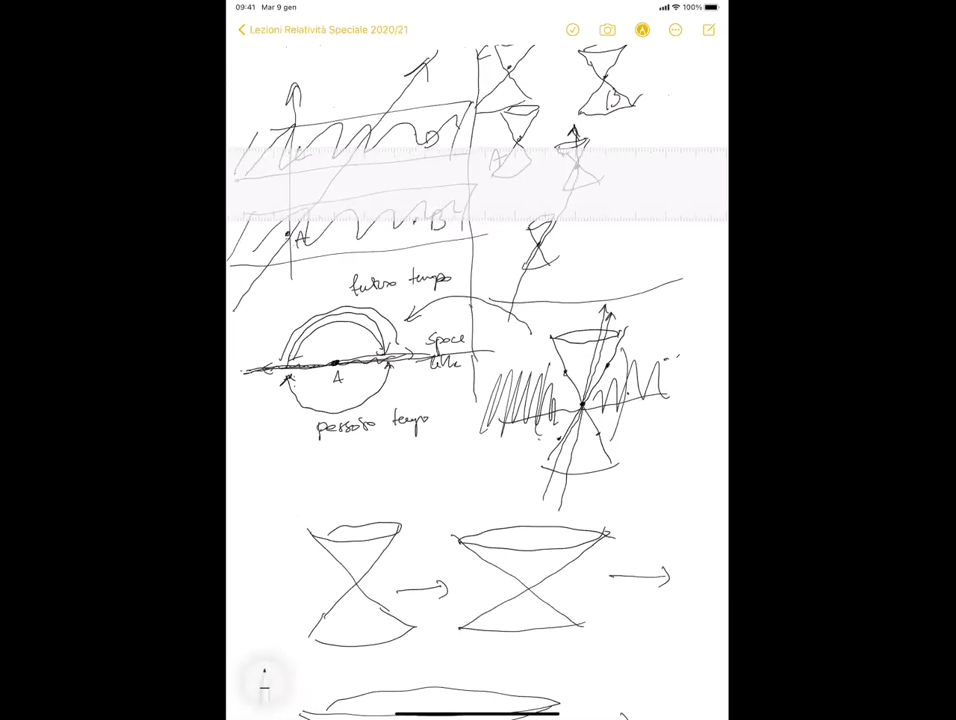 09:41 Mar 9 gen
100%
Lezioni Relatività Speciale 2020/21
A
B
A
B
B
futuro tempo
space
like
A
passato tempo